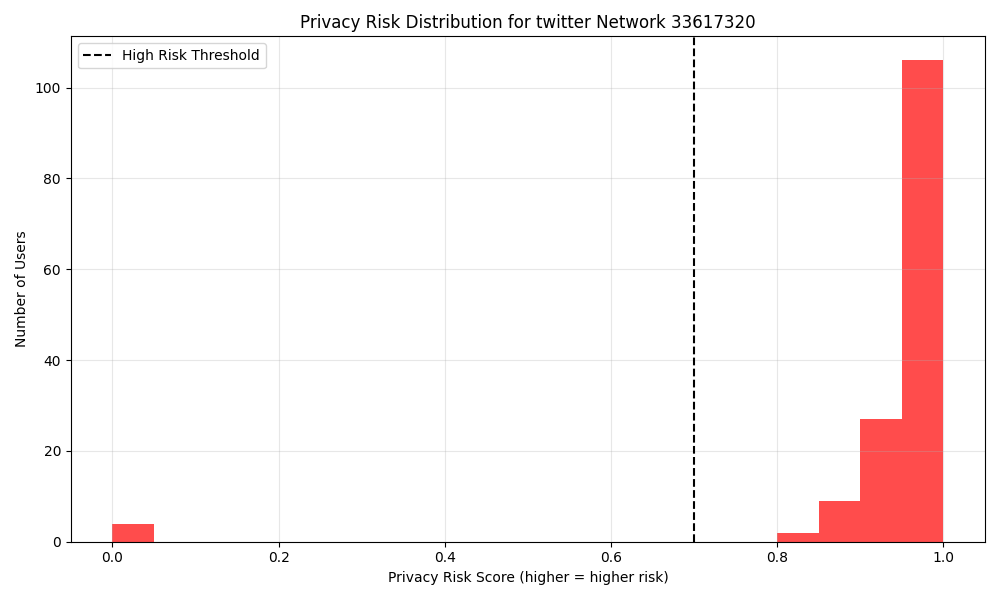 Privacy Risk Distribution for twitter Network 33617320
High Risk Threshold
Number of Users
100
80
60
40
20
0
0.0 0.2 0.4 0.6 0.8 1.0
Privacy Risk Score (higher = higher risk)